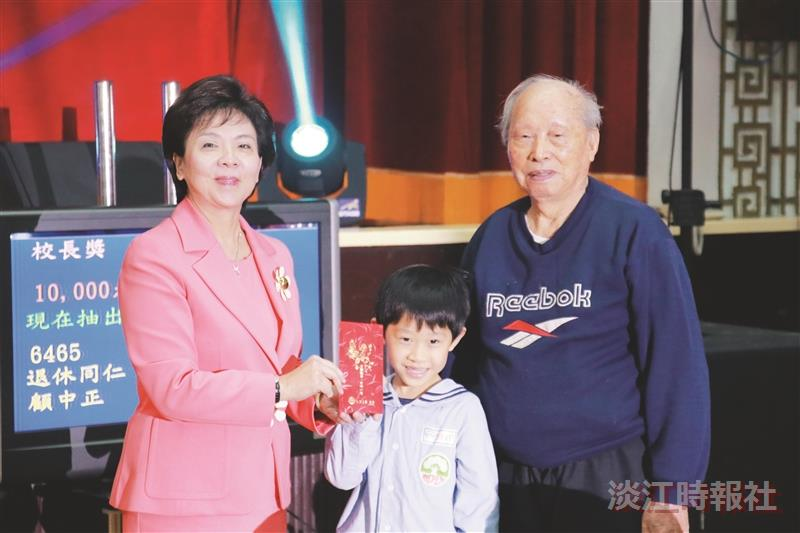 校長獎
10,000
現在抽出
6465
退休同仁
顧中正
Reebok
淡江時報社